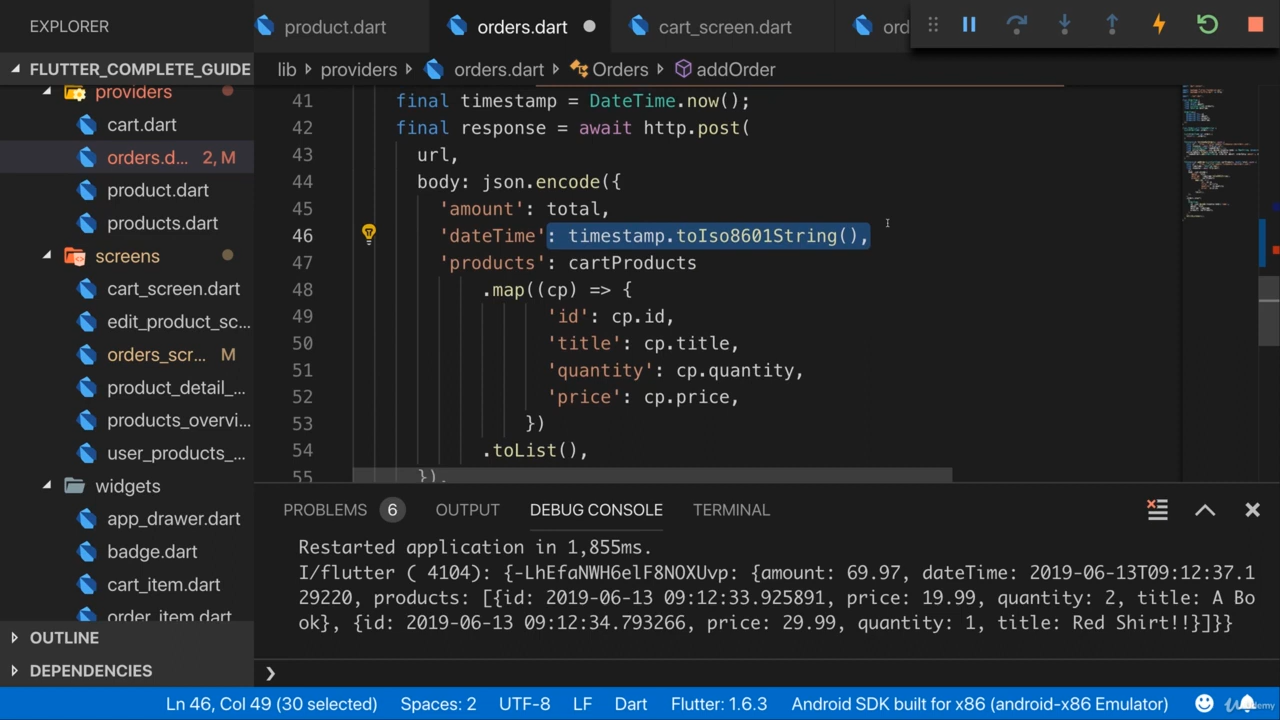 EXPLORER
product.dart
orders.dart
cart_screen.dart
FLUTTER_COMPLETE_GUIDE
lib > providers > orders.dart > Orders > addOrder
providers
cart.dart
orders.d... 2, M
product.dart
products.dart
screens
cart_screen.dart
edit_product_sc...
orders_scr... M
product_detail_...
products_overvi...
user_products_...
widgets
app_drawer.dart
badge.dart
cart_item.dart
order_item.dart
OUTLINE
DEPENDENCIES
41 final timestamp = DateTime.now();
42 final response = await http.post(
43 url,
44 body: json.encode({
45 'amount': total,
46 'dateTime': timestamp.toIso8601String(),
47 'products': cartProducts
48 .map((cp) => {
49 'id': cp.id,
50 'title': cp.title,
51 'quantity': cp.quantity,
52 'price': cp.price,
53 })
54 .toList(),
55 }),
PROBLEMS 6 OUTPUT DEBUG CONSOLE TERMINAL
Restarted application in 1,855ms.
I/flutter ( 4104): {-LhEfaNWH6elF8NOXUvp: {amount: 69.97, dateTime: 2019-06-13T09:12:37.1
29220, products: [{id: 2019-06-13 09:12:33.925891, price: 19.99, quantity: 2, title: A Bo
ok}, {id: 2019-06-13 09:12:34.793266, price: 29.99, quantity: 1, title: Red Shirt!!}]}}
Ln 46, Col 49 (30 selected) Spaces: 2 UTF-8 LF Dart Flutter: 1.6.3 Android SDK built for x86 (android-x86 Emulator)
Udemy